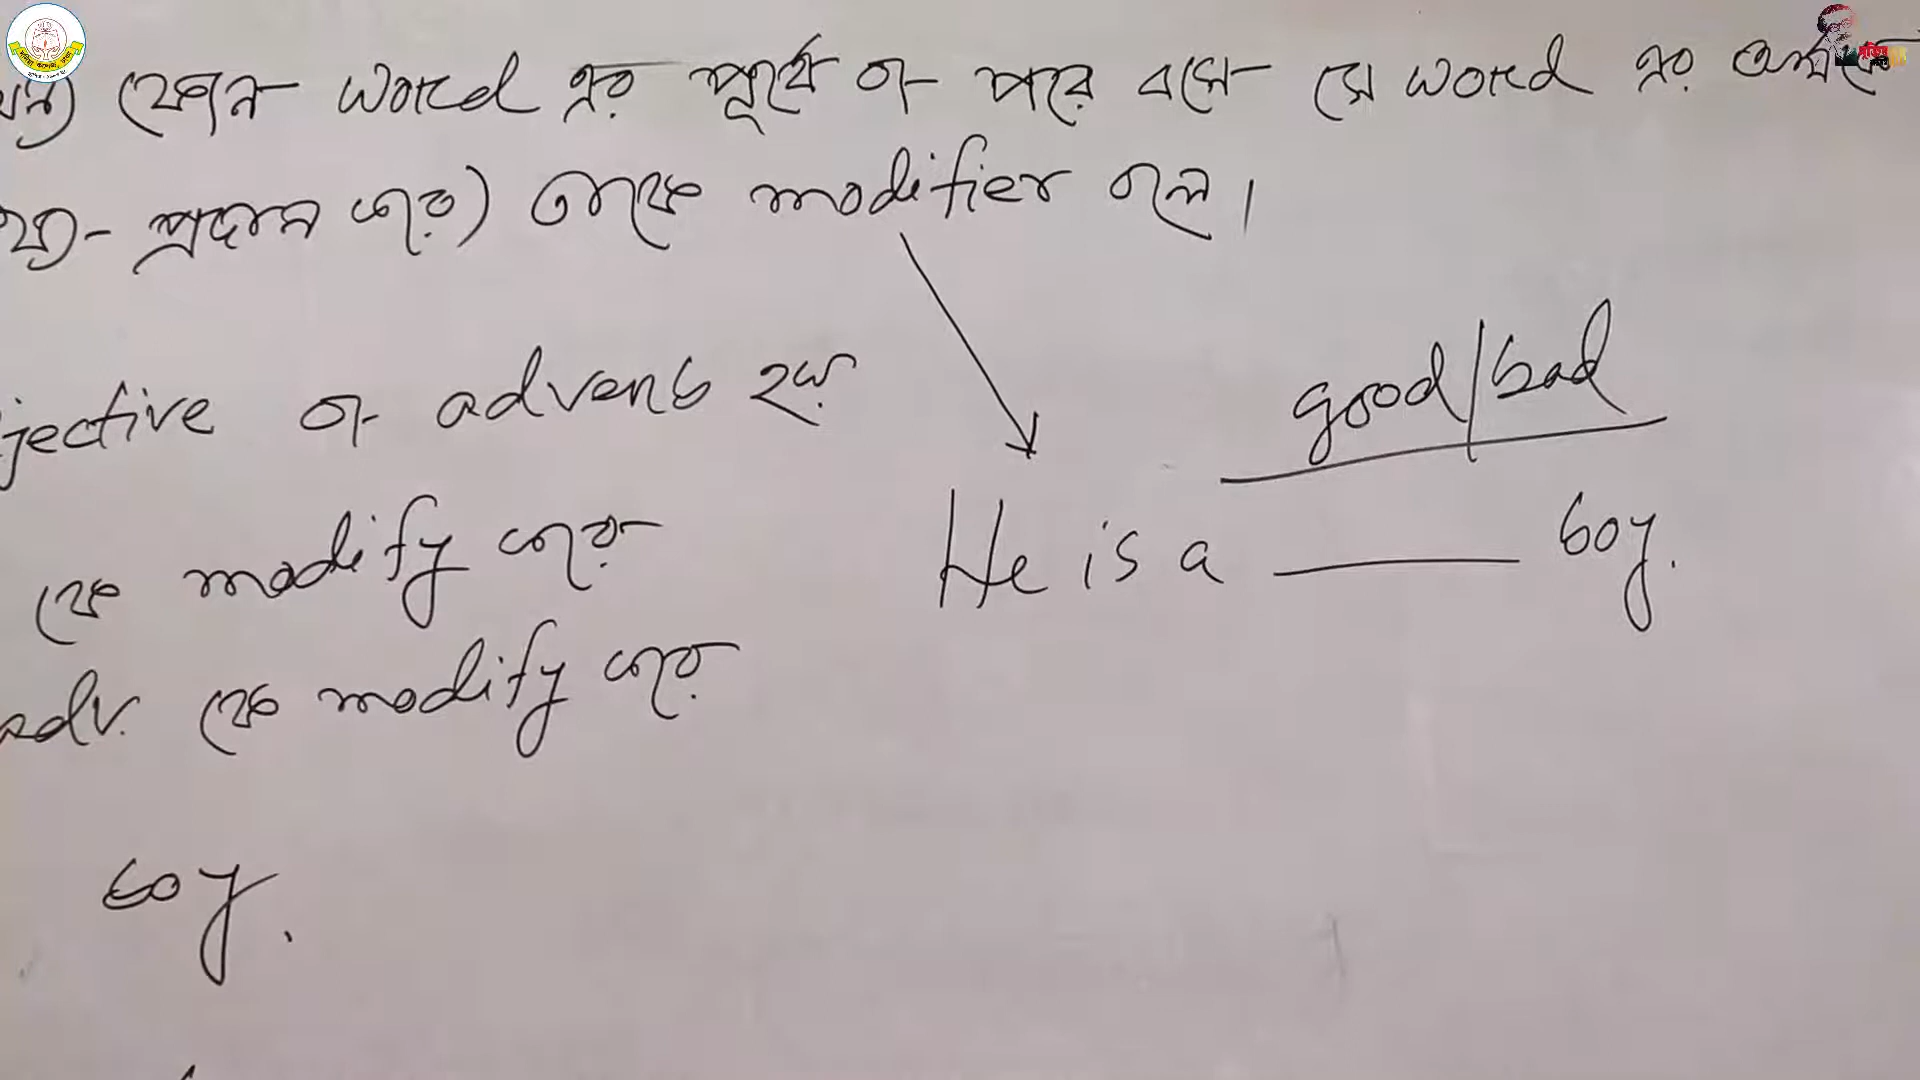 কোন word এর পূর্বে বা পরে বসে সে word এর অর্থকে
প্রদান করে) তাকে modifier বলে।
good/bad
jective বা adverb হয়
He is a ______ boy.
কে modify করে
adv. কে modify করে
boy.